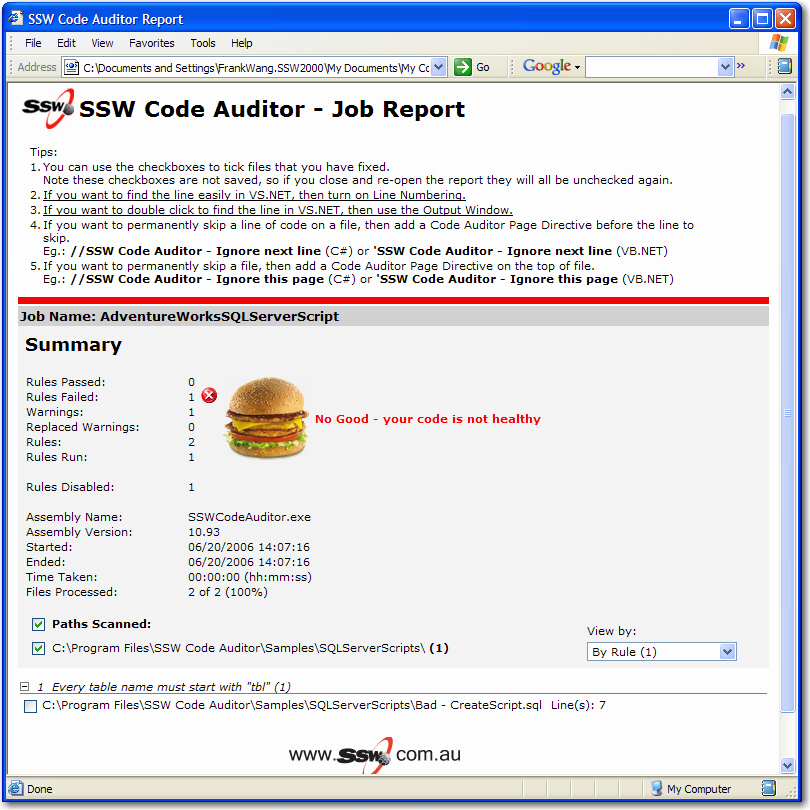 SSW Code Auditor Report
File Edit View Favorites Tools Help
Address C:\Documents and Settings\FrankWang.SSW2000\My Documents\My Cc Go Google »
SSW SSW Code Auditor - Job Report
Tips:
1. You can use the checkboxes to tick files that you have fixed.
Note these checkboxes are not saved, so if you close and re-open the report they will all be unchecked again.
2. If you want to find the line easily in VS.NET, then turn on Line Numbering.
3. If you want to double click to find the line in VS.NET, then use the Output Window.
4. If you want to permanently skip a line of code on a file, then add a Code Auditor Page Directive before the line to
skip.
Eg.: //SSW Code Auditor - Ignore next line (C#) or 'SSW Code Auditor - Ignore next line (VB.NET)
5. If you want to permanently skip a file, then add a Code Auditor Page Directive on the top of file.
Eg.: //SSW Code Auditor - Ignore this page (C#) or 'SSW Code Auditor - Ignore this page (VB.NET)
Job Name: AdventureWorksSQLServerScript
Summary
Rules Passed: 0
Rules Failed: 1
Warnings: 1
Replaced Warnings: 0
Rules: 2
Rules Run: 1
No Good - your code is not healthy
Rules Disabled: 1
Assembly Name: SSWCodeAuditor.exe
Assembly Version: 10.93
Started: 06/20/2006 14:07:16
Ended: 06/20/2006 14:07:16
Time Taken: 00:00:00 (hh:mm:ss)
Files Processed: 2 of 2 (100%)
Paths Scanned:
C:\Program Files\SSW Code Auditor\Samples\SQLServerScripts\ (1)
View by:
By Rule (1)
1 Every table name must start with "tbl" (1)
C:\Program Files\SSW Code Auditor\Samples\SQLServerScripts\Bad - CreateScript.sql Line(s): 7
www.SSW.com.au
Done My Computer